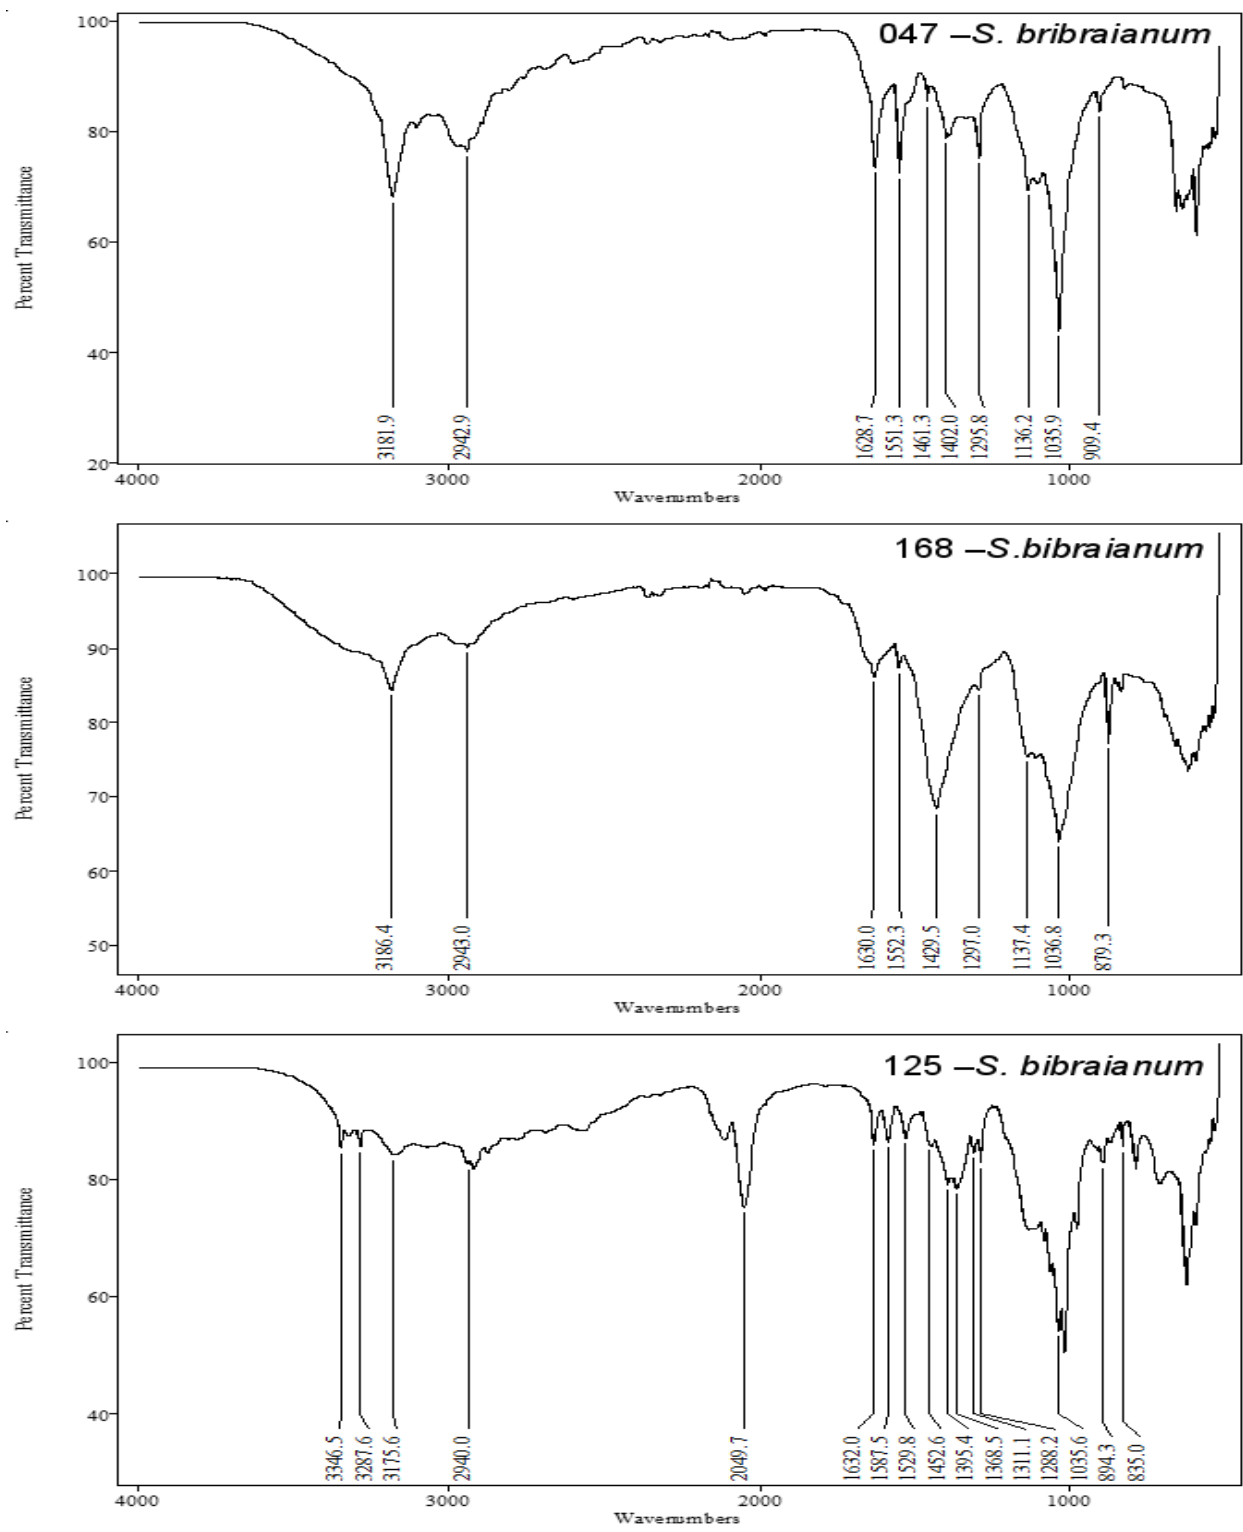 047 –S. bribraianum
100
80
60
40
20
Percent Transmittance
3181.9 2942.9 1628.7 1551.3 1461.3 1402.0 1295.8 1136.2 1035.9 909.4
4000 3000 2000 1000
Wavenumbers
168 –S.bibraianum
100
90
80
70
60
50
Percent Transmittance
3186.4 2943.0 1630.0 1552.3 1429.5 1297.0 1137.4 1036.8 879.3
4000 3000 2000 1000
Wavenumbers
125 –S. bibraianum
100
80
60
40
Percent Transmittance
3346.5 3287.6 3175.6 2940.0 2049.7 1632.0 1587.5 1529.8 1452.6 1395.4 1368.5 1311.1 1288.2 1035.6 894.3 835.0
4000 3000 2000 1000
Wavenumbers